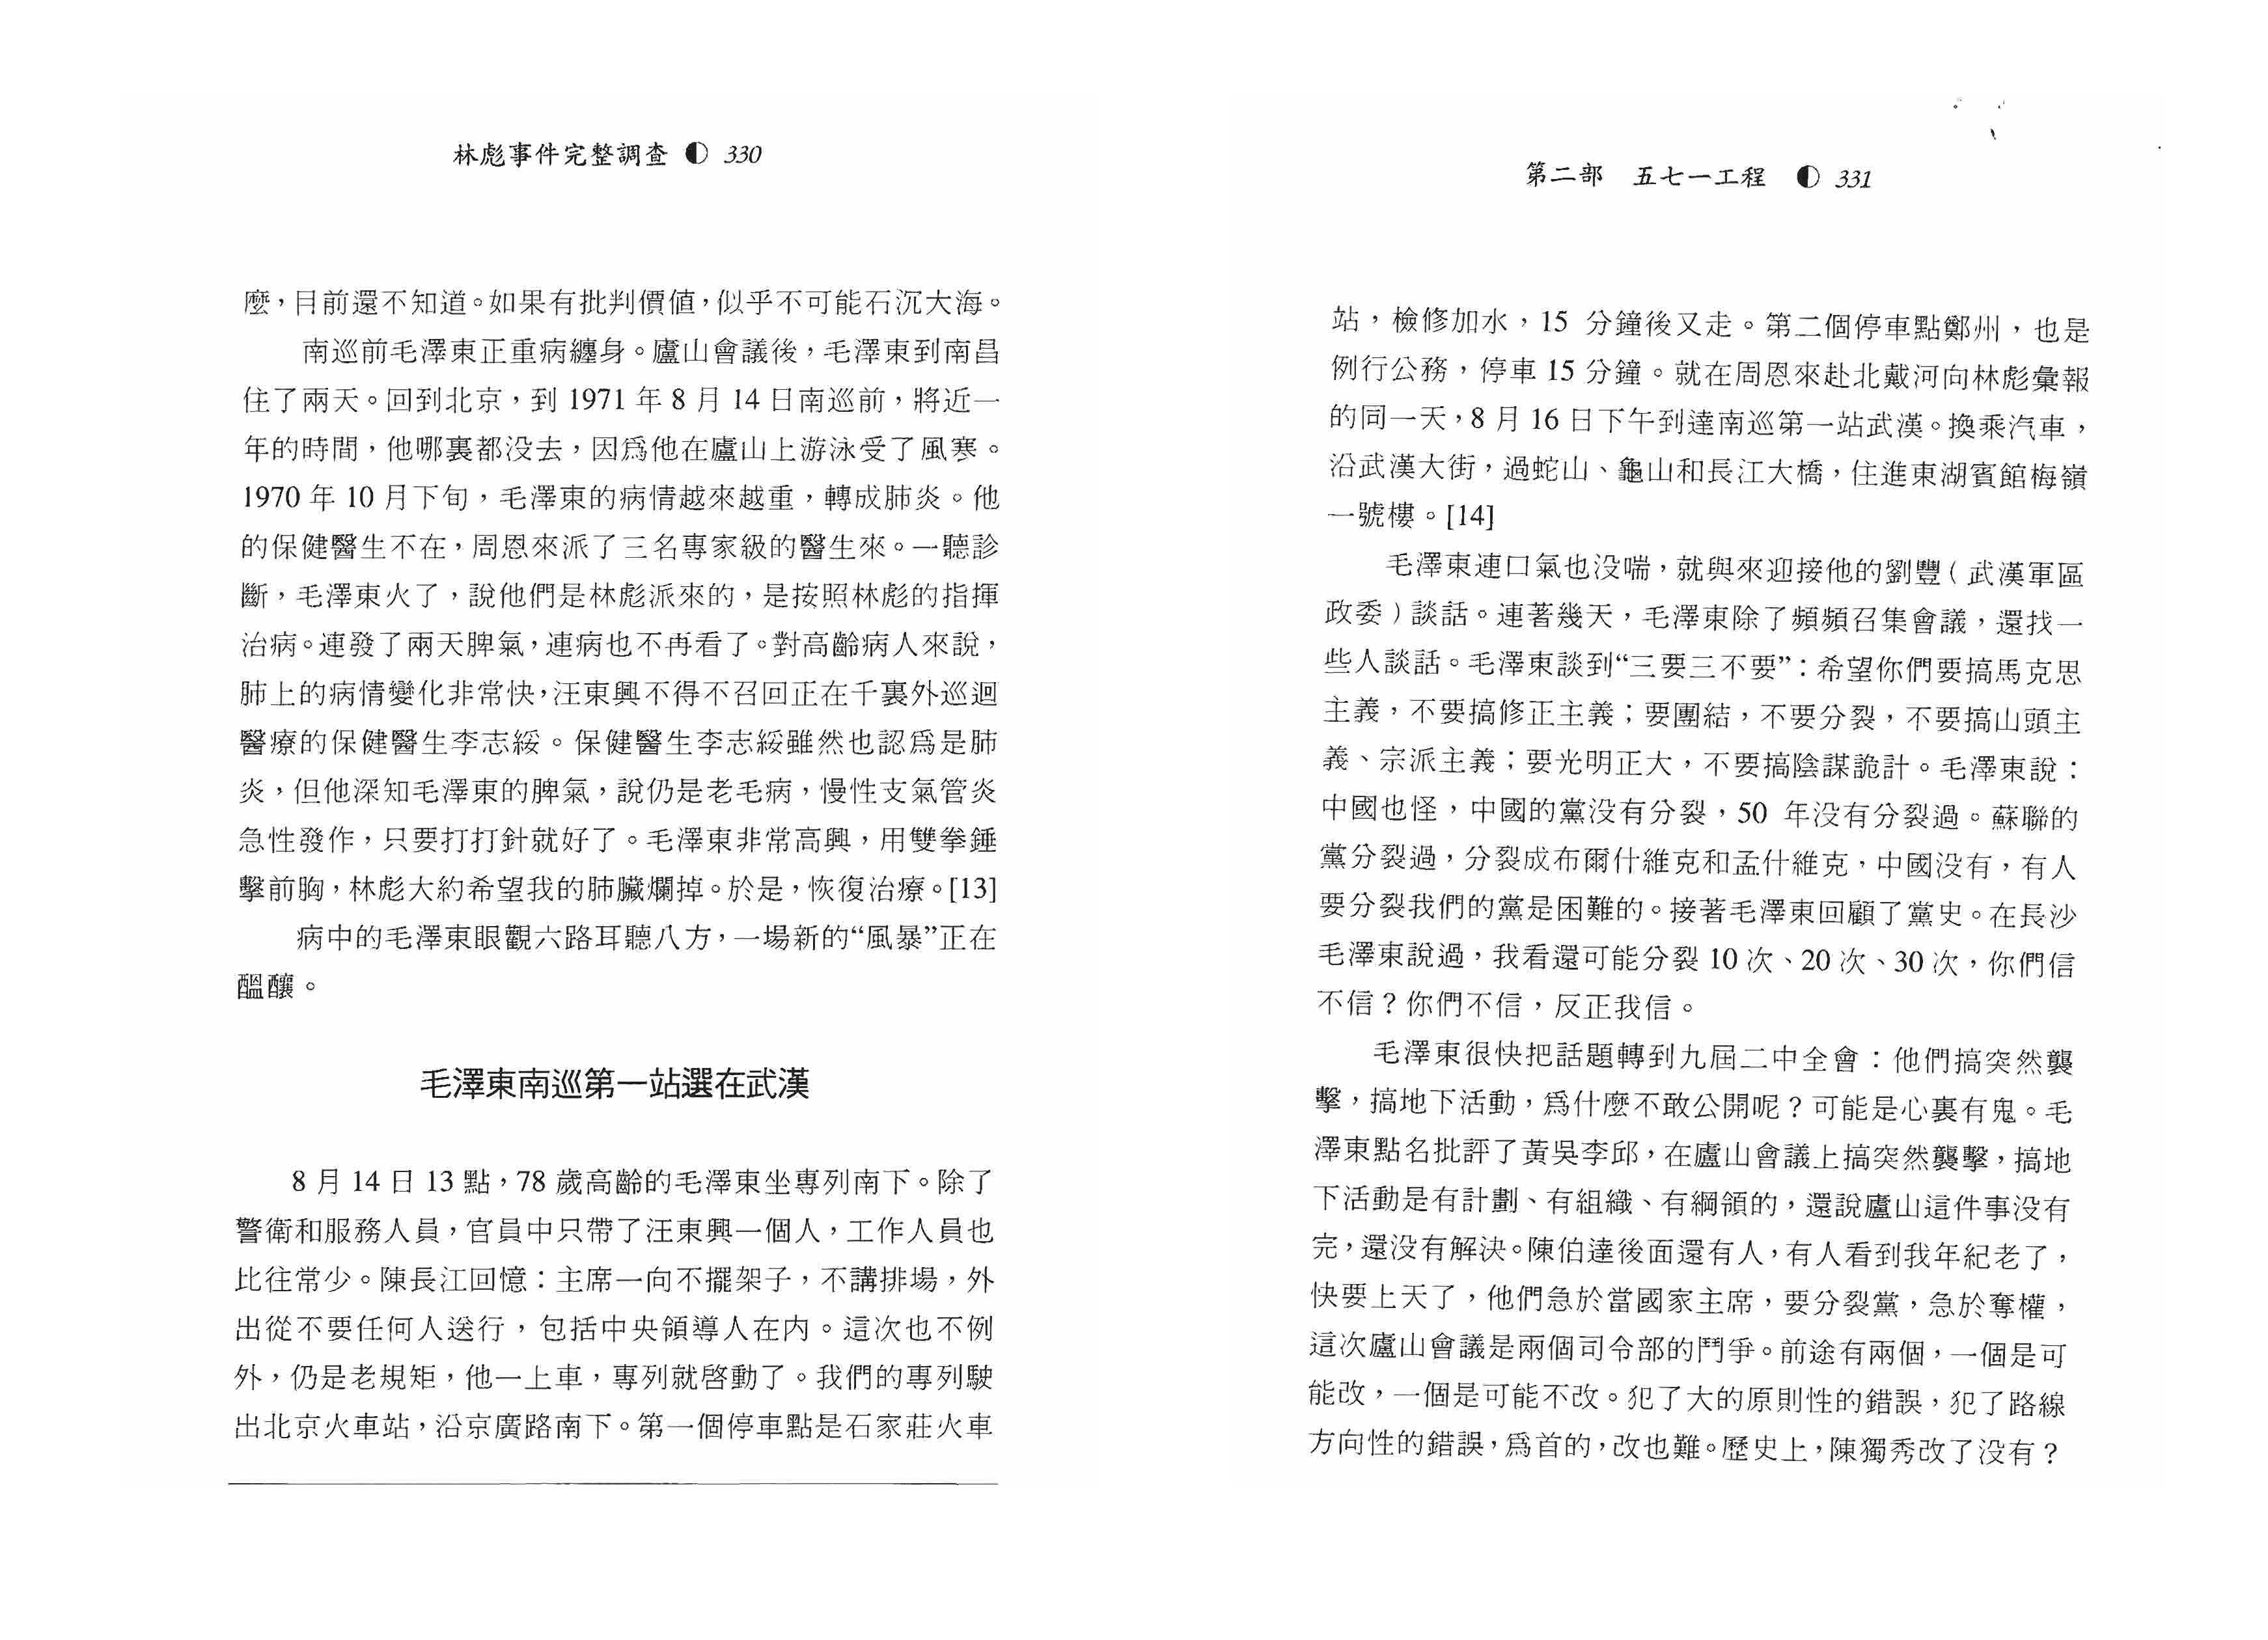 林彪事件完整調查 ◐ 330
麼，目前還不知道。如果有批判價值，似乎不可能石沉大海。
南巡前毛澤東正重病纏身。廬山會議後，毛澤東到南昌
住了兩天。回到北京，到 1971 年 8 月 14 日南巡前，將近一
年的時間，他哪裏都没去，因爲他在廬山上游泳受了風寒。
1970 年 10 月下旬，毛澤東的病情越來越重，轉成肺炎。他
的保健醫生不在，周恩來派了三名專家級的醫生來。一聽診
斷，毛澤東火了，說他們是林彪派來的，是按照林彪的指揮
治病。連發了兩天脾氣，連病也不再看了。對高齡病人來說，
肺上的病情變化非常快，汪東興不得不召回正在千裏外巡迴
醫療的保健醫生李志綏。保健醫生李志綏雖然也認爲是肺
炎，但他深知毛澤東的脾氣，說仍是老毛病，慢性支氣管炎
急性發作，只要打打針就好了。毛澤東非常高興，用雙拳錘
擊前胸，林彪大約希望我的肺臟爛掉。於是，恢復治療。[13]
病中的毛澤東眼觀六路耳聽八方，一場新的“風暴”正在
醞釀。
毛澤東南巡第一站選在武漢
8 月 14 日 13 點，78 歲高齡的毛澤東坐專列南下。除了
警衛和服務人員，官員中只帶了汪東興一個人，工作人員也
比往常少。陳長江回憶：主席一向不擺架子，不講排場，外
出從不要任何人送行，包括中央領導人在内。這次也不例
外，仍是老規矩，他一上車，專列就啓動了。我們的專列駛
出北京火車站，沿京廣路南下。第一個停車點是石家莊火車
第二部 五七一工程 ◐ 331
站，檢修加水，15 分鐘後又走。第二個停車點鄭州，也是
例行公務，停車 15 分鐘。就在周恩來赴北戴河向林彪彙報
的同一天，8 月 16 日下午到達南巡第一站武漢。換乘汽車，
沿武漢大街，過蛇山、龜山和長江大橋，住進東湖賓館梅嶺
一號樓。[14]
毛澤東連口氣也没喘，就與來迎接他的劉豐（武漢軍區
政委）談話。連著幾天，毛澤東除了頻頻召集會議，還找一
些人談話。毛澤東談到“三要三不要”：希望你們要搞馬克思
主義，不要搞修正主義；要團結，不要分裂，不要搞山頭主
義、宗派主義；要光明正大，不要搞陰謀詭計。毛澤東說：
中國也怪，中國的黨没有分裂，50 年没有分裂過。蘇聯的
黨分裂過，分裂成布爾什維克和孟什維克，中國没有，有人
要分裂我們的黨是困難的。接著毛澤東回顧了黨史。在長沙
毛澤東說過，我看還可能分裂 10 次、20 次、30 次，你們信
不信？你們不信，反正我信。
毛澤東很快把話題轉到九屆二中全會：他們搞突然襲
擊，搞地下活動，爲什麼不敢公開呢？可能是心裏有鬼。毛
澤東點名批評了黃吳李邱，在廬山會議上搞突然襲擊，搞地
下活動是有計劃、有組織、有綱領的，還說廬山這件事没有
完，還没有解決。陳伯達後面還有人，有人看到我年紀老了，
快要上天了，他們急於當國家主席，要分裂黨，急於奪權，
這次廬山會議是兩個司令部的鬥爭。前途有兩個，一個是可
能改，一個是可能不改。犯了大的原則性的錯誤，犯了路線
方向性的錯誤，爲首的，改也難。歷史上，陳獨秀改了没有？